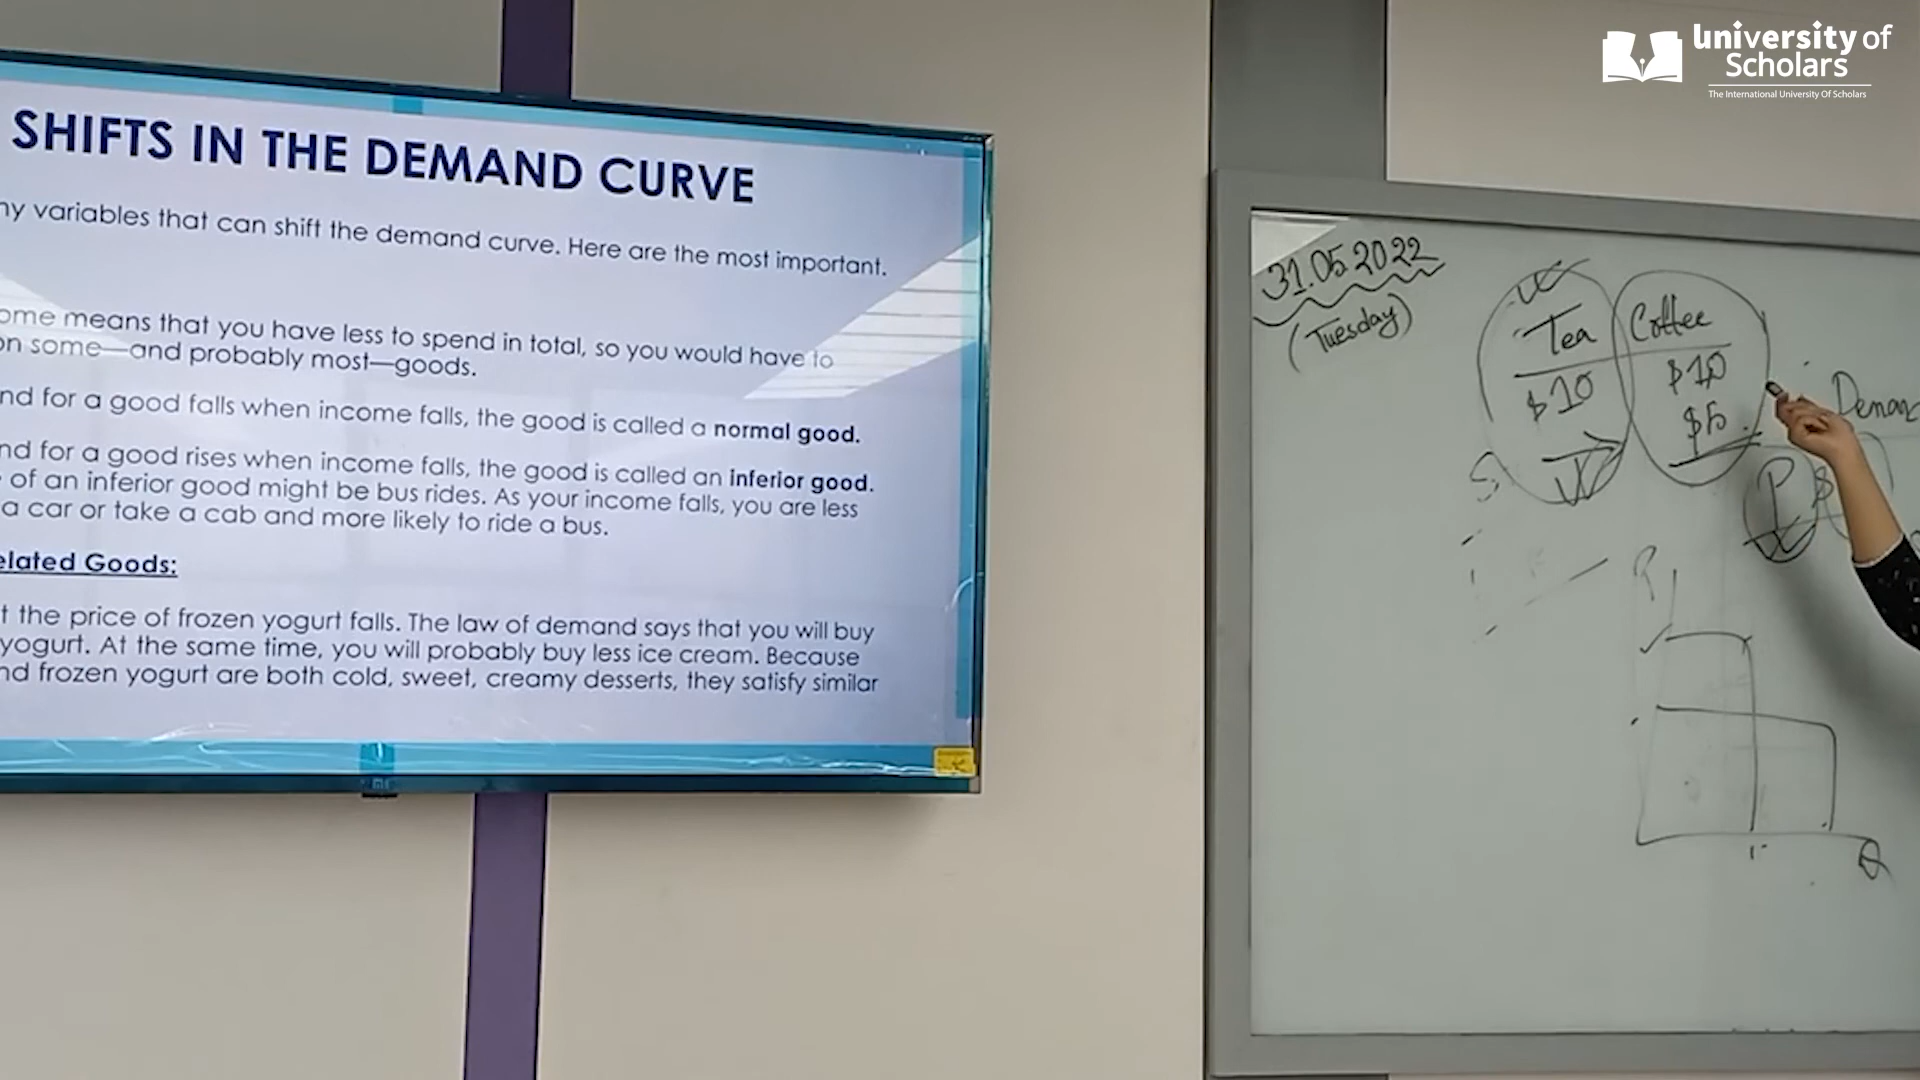 university of
Scholars
The International University Of Scholars
SHIFTS IN THE DEMAND CURVE
ny variables that can shift the demand curve. Here are the most important.
ome means that you have less to spend in total, so you would have to
on some—and probably most—goods.
nd for a good falls when income falls, the good is called a normal good.
nd for a good rises when income falls, the good is called an inferior good.
of an inferior good might be bus rides. As your income falls, you are less
a car or take a cab and more likely to ride a bus.
elated Goods:
t the price of frozen yogurt falls. The law of demand says that you will buy
yogurt. At the same time, you will probably buy less ice cream. Because
nd frozen yogurt are both cold, sweet, creamy desserts, they satisfy similar
mi
31.05.2022
(Tuesday)
Tea Coffee
$10 $10
$5
Deman
P $
S
P
Q